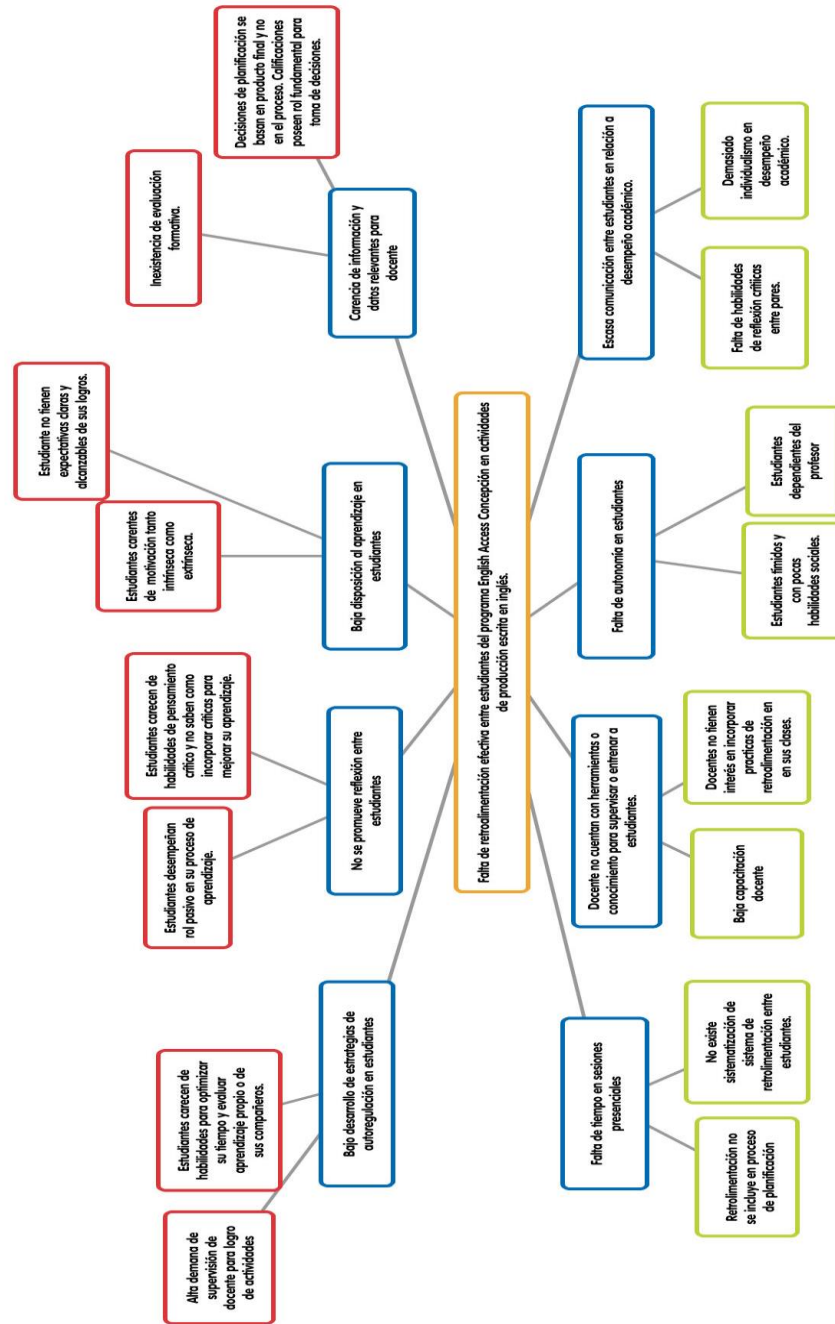 Alta demana de
supervisión de
docente para logro
de actividades
Estudiantes carecen de
habilidades para optimizar
su tiempo y evaluar
aprendizaje propio o de
sus compañeros.
Estudiantes desempeñan
rol pasivo en su proceso de
aprendizaje.
Estudiantes carecen de
habilidades de pensamiento
crítico y no saben como
incorporar críticas para
mejorar su aprendizaje.
Estudiantes carentes
de motivación tanto
intrínseca como
extrínseca.
Estudiante no tienen
expectativas claras y
alcanzables de sus logros.
Inexistencia de evaluación
formativa.
Decisiones de planificación se
basan en producto final y no
en el proceso. Calificaciones
poseen rol fundamental para
toma de decisiones.
Bajo desarrollo de estrategias de
autoregulación en estudiantes
No se promueve reflexión entre
estudiantes
Baja disposición al aprendizaje en
estudiantes
Carencia de información y
datos relevantes para
docente
Falta de retroalimentación efectiva entre estudiantes del programa English Access Concepción en actividades
de producción escrita en inglés.
Falta de tiempo en sesiones
presenciales
Docente no cuentan con herramientas o
conocimiento para supervisar o entrenar a
estudiantes.
Falta de autonomía en estudiantes
Escasa comunicación entre estudiantes en relación a
desempeño académico.
Retrolimentación no
se incluye en proceso
de planificación
No existe
sistematización de
sistema de
retrolimentación entre
estudiantes.
Baja capacitación
docente
Docentes no tienen
interés en incorporar
practicas de
retrodlimentación en
en sus clases.
Estudiantes tímidos y
con pocas
habilidades sociales.
Estudiantes
dependientes del
profesor
Falta de habilidades
de reflexión críticas
entre pares.
Demasiado
individualismo en
desempeño
académico.